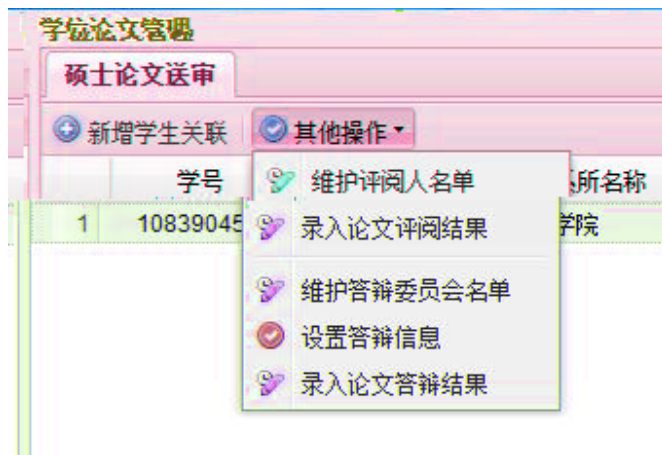 学位论文管理
硕士论文送审
新增学生关联 其他操作
学号 所名称
维护评阅人名单
1 10839045 学院
录入论文评阅结果
维护答辩委员会名单
设置答辩信息
录入论文答辩结果